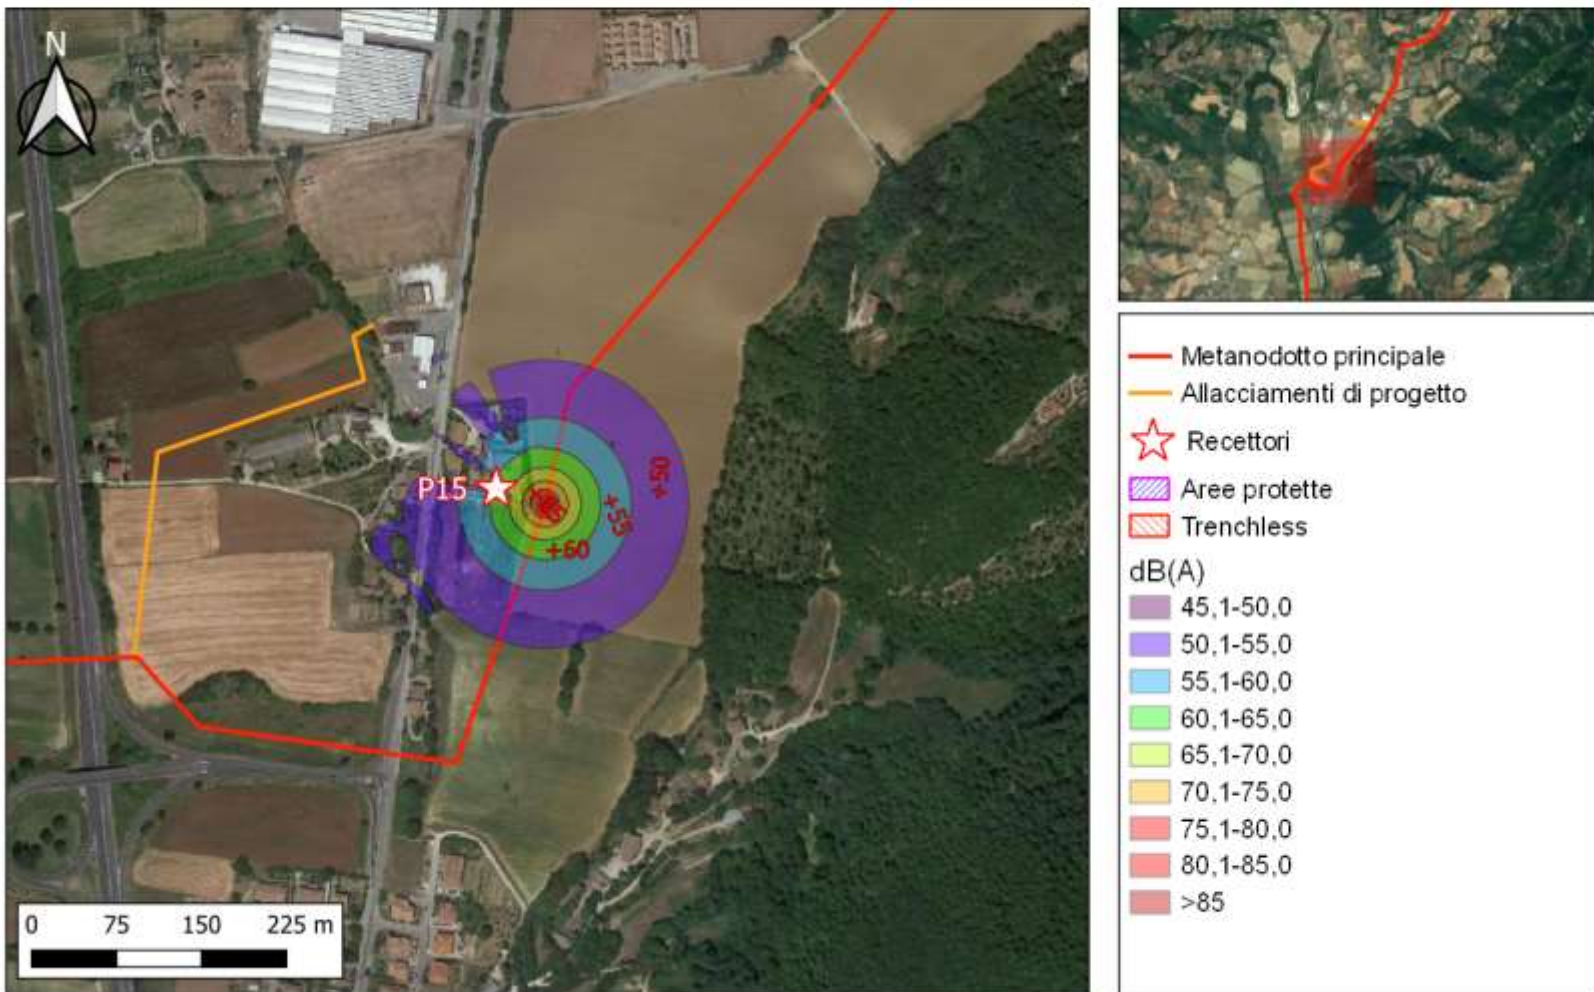 N
P15
+50
+55
+60
0 75 150 225 m
Metanodotto principale
Allacciamenti di progetto
Recettori
Aree protette
Trenchless
dB(A)
45,1-50,0
50,1-55,0
55,1-60,0
60,1-65,0
65,1-70,0
70,1-75,0
75,1-80,0
80,1-85,0
>85